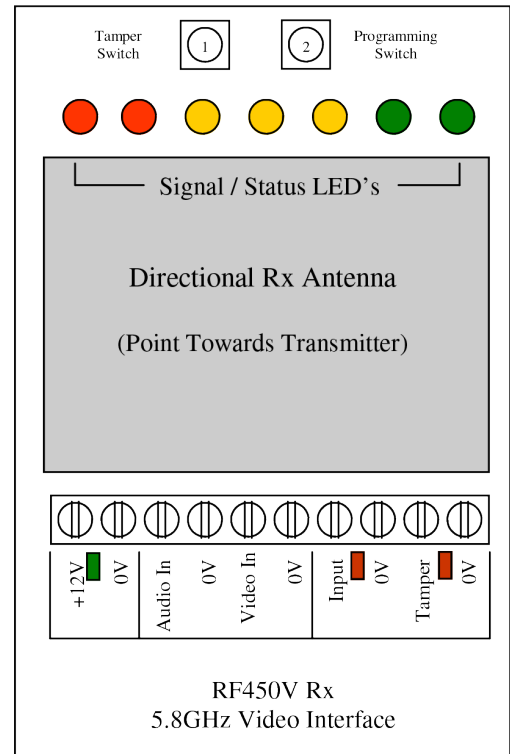 Tamper
Switch
1
2
Programming
Switch
Signal / Status LED's
Directional Rx Antenna
(Point Towards Transmitter)
+12V
0V
Audio In
0V
Video In
0V
Input
0V
Tamper
0V
RF450V Rx
5.8GHz Video Interface